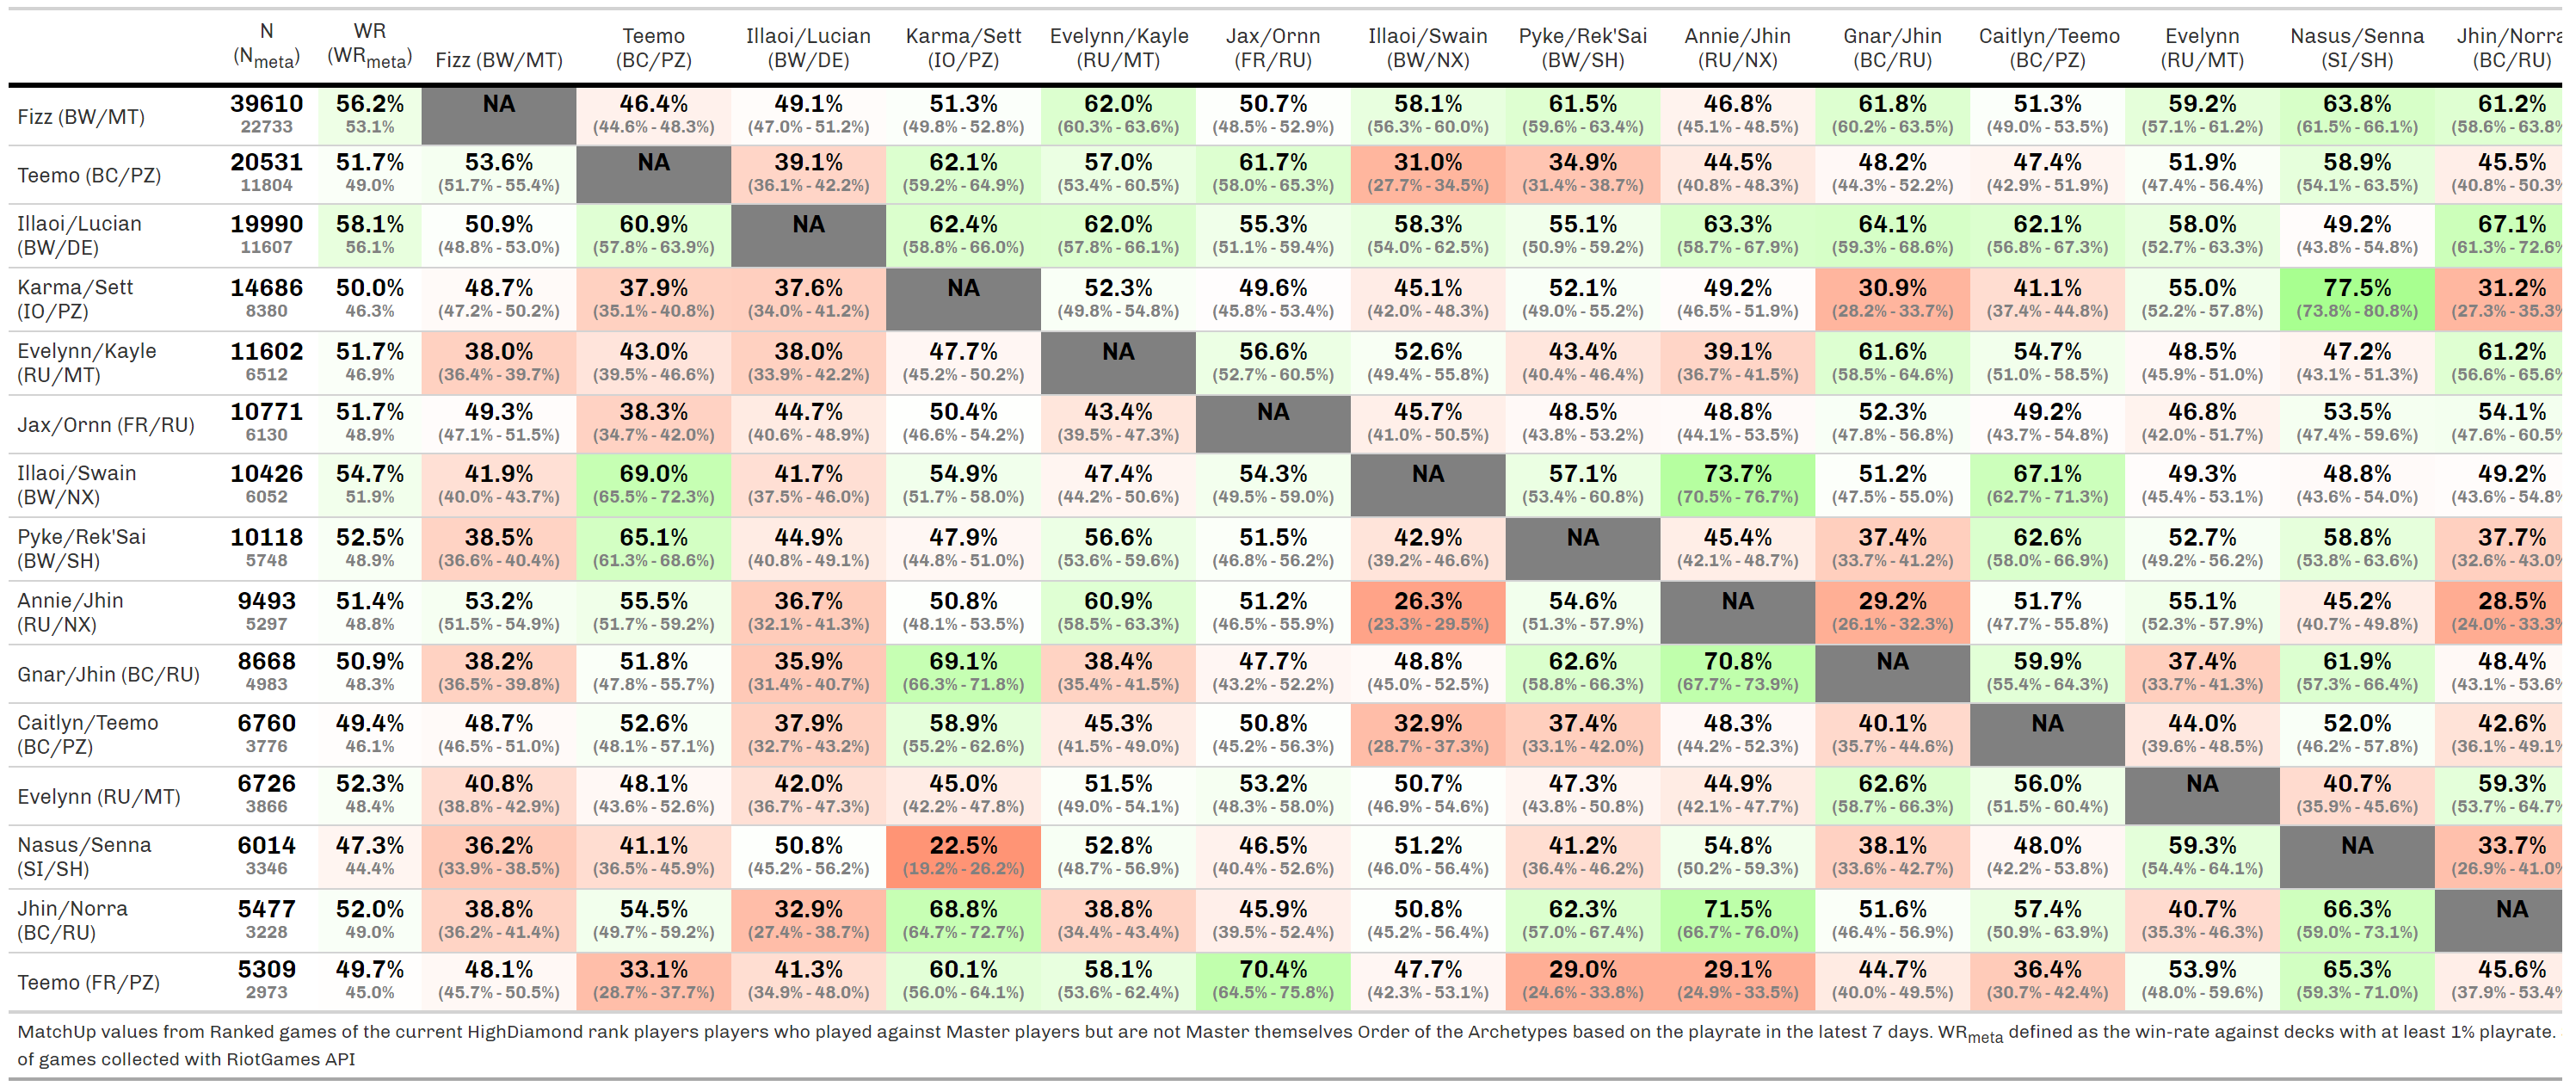 N WR Teemo Illaoi/Lucian Karma/Sett Evelynn/Kayle Jax/Ornn Illaoi/Swain Pyke/Rek'Sai Annie/Jhin Gnar/Jhin Caitlyn/Teemo Evelynn Nasus/Senna Jhin/Norra
(Nmeta) (WRmeta) Fizz (BW/MT) (BC/PZ) (BW/DE) (IO/PZ) (RU/MT) (FR/RU) (BW/NX) (BW/SH) (RU/NX) (BC/RU) (BC/PZ) (RU/MT) (SI/SH) (BC/RU)
Fizz (BW/MT) 39610 56.2% NA 46.4% 49.1% 51.3% 62.0% 50.7% 58.1% 61.5% 46.8% 61.8% 51.3% 59.2% 63.8% 61.2%
22733 53.1% (44.6% - 48.3%) (47.0% - 51.2%) (49.8% - 52.8%) (60.3% - 63.6%) (48.5% - 52.9%) (56.3% - 60.0%) (59.6% - 63.4%) (45.1% - 48.5%) (60.2% - 63.5%) (49.0% - 53.5%) (57.1% - 61.2%) (61.5% - 66.1%) (58.6% - 63.8%
Teemo (BC/PZ) 20531 51.7% 53.6% NA 39.1% 62.1% 57.0% 61.7% 31.0% 34.9% 44.5% 48.2% 47.4% 51.9% 58.9% 45.5%
11804 49.0% (51.7% - 55.4%) (36.1% - 42.2%) (59.2% - 64.9%) (53.4% - 60.5%) (58.0% - 65.3%) (27.7% - 34.5%) (31.4% - 38.7%) (40.8% - 48.3%) (44.3% - 52.2%) (42.9% - 51.9%) (47.4% - 56.4%) (54.1% - 63.5%) (40.8% - 50.3%
Illaoi/Lucian 19990 58.1% 50.9% 60.9% NA 62.4% 62.0% 55.3% 58.3% 55.1% 63.3% 64.1% 62.1% 58.0% 49.2% 67.1%
(BW/DE) 11607 56.1% (48.8% - 53.0%) (57.8% - 63.9%) (58.8% - 66.0%) (57.8% - 66.1%) (51.1% - 59.4%) (54.0% - 62.5%) (50.9% - 59.2%) (58.7% - 67.9%) (59.3% - 68.6%) (56.8% - 67.3%) (52.7% - 63.3%) (43.8% - 54.8%) (61.3% - 72.6%
Karma/Sett 14686 50.0% 48.7% 37.9% 37.6% NA 52.3% 49.6% 45.1% 52.1% 49.2% 30.9% 41.1% 55.0% 77.5% 31.2%
(IO/PZ) 8380 46.3% (47.2% - 50.2%) (35.1% - 40.8%) (34.0% - 41.2%) (49.8% - 54.8%) (45.8% - 53.4%) (42.0% - 48.3%) (49.0% - 55.2%) (46.5% - 51.9%) (28.2% - 33.7%) (37.4% - 44.8%) (52.2% - 57.8%) (73.8% - 80.8%) (27.3% - 35.3%
Evelynn/Kayle 11602 51.7% 38.0% 43.0% 38.0% 47.7% NA 56.6% 52.6% 43.4% 39.1% 61.6% 54.7% 48.5% 47.2% 61.2%
(RU/MT) 6512 46.9% (36.4% - 39.7%) (39.5% - 46.6%) (33.9% - 42.2%) (45.2% - 50.2%) (52.7% - 60.5%) (49.4% - 55.8%) (40.4% - 46.4%) (36.7% - 41.5%) (58.5% - 64.6%) (51.0% - 58.5%) (45.9% - 51.0%) (43.1% - 51.3%) (56.6% - 65.6%
Jax/Ornn (FR/RU) 10771 51.7% 49.3% 38.3% 44.7% 50.4% 43.4% NA 45.7% 48.5% 48.8% 52.3% 49.2% 46.8% 53.5% 54.1%
6130 48.9% (47.1% - 51.5%) (34.7% - 42.0%) (40.6% - 48.9%) (46.6% - 54.2%) (39.5% - 47.3%) (41.0% - 50.5%) (43.8% - 53.2%) (44.1% - 53.5%) (47.8% - 56.8%) (43.7% - 54.8%) (42.0% - 51.7%) (47.4% - 59.6%) (47.6% - 60.5%
Illaoi/Swain 10426 54.7% 41.9% 69.0% 41.7% 54.9% 47.4% 54.3% NA 57.1% 73.7% 51.2% 67.1% 49.3% 48.8% 49.2%
(BW/NX) 6052 51.9% (40.0% - 43.7%) (65.5% - 72.3%) (37.5% - 46.0%) (51.7% - 58.0%) (44.2% - 50.6%) (49.5% - 59.0%) (53.4% - 60.8%) (70.5% - 76.7%) (47.5% - 55.0%) (62.7% - 71.3%) (45.4% - 53.1%) (43.6% - 54.0%) (43.6% - 54.8%
Pyke/Rek'Sai 10118 52.5% 38.5% 65.1% 44.9% 47.9% 56.6% 51.5% 42.9% NA 45.4% 37.4% 62.6% 52.7% 58.8% 37.7%
(BW/SH) 5748 48.9% (36.6% - 40.4%) (61.3% - 68.6%) (40.8% - 49.1%) (44.8% - 51.0%) (53.6% - 59.6%) (46.8% - 56.2%) (39.2% - 46.6%) (42.1% - 48.7%) (33.7% - 41.2%) (58.0% - 66.9%) (49.2% - 56.2%) (53.8% - 63.6%) (32.6% - 43.0%
Annie/Jhin 9493 51.4% 53.2% 55.5% 36.7% 50.8% 60.9% 51.2% 26.3% 54.6% NA 29.2% 51.7% 55.1% 45.2% 28.5%
(RU/NX) 5297 48.8% (51.5% - 54.9%) (51.7% - 59.2%) (32.1% - 41.3%) (48.1% - 53.5%) (58.5% - 63.3%) (46.5% - 55.9%) (23.3% - 29.5%) (51.3% - 57.9%) (26.1% - 32.3%) (47.7% - 55.8%) (52.3% - 57.9%) (40.7% - 49.8%) (24.0% - 33.3%
Gnar/Jhin (BC/RU) 8668 50.9% 38.2% 51.8% 35.9% 69.1% 38.4% 47.7% 48.8% 62.6% 70.8% NA 59.9% 37.4% 61.9% 48.4%
4983 48.3% (36.5% - 39.8%) (47.8% - 55.7%) (31.4% - 40.7%) (66.3% - 71.8%) (35.4% - 41.5%) (43.2% - 52.2%) (45.0% - 52.5%) (58.8% - 66.3%) (67.7% - 73.9%) (55.4% - 64.3%) (33.7% - 41.3%) (57.3% - 66.4%) (43.1% - 53.6%
Caitlyn/Teemo 6760 49.4% 48.7% 52.6% 37.9% 58.9% 45.3% 50.8% 32.9% 37.4% 48.3% 40.1% NA 44.0% 52.0% 42.6%
(BC/PZ) 3776 46.1% (46.5% - 51.0%) (48.1% - 57.1%) (32.7% - 43.2%) (55.2% - 62.6%) (41.5% - 49.0%) (45.2% - 56.3%) (28.7% - 37.3%) (33.1% - 42.0%) (44.2% - 52.3%) (35.7% - 44.6%) (39.6% - 48.5%) (46.2% - 57.8%) (36.1% - 49.1%
Evelynn (RU/MT) 6726 52.3% 40.8% 48.1% 42.0% 45.0% 51.5% 53.2% 50.7% 47.3% 44.9% 62.6% 56.0% NA 40.7% 59.3%
3866 48.4% (38.8% - 42.9%) (43.6% - 52.6%) (36.7% - 47.3%) (42.2% - 47.8%) (49.0% - 54.1%) (48.3% - 58.0%) (46.9% - 54.6%) (43.8% - 50.8%) (42.1% - 47.7%) (58.7% - 66.3%) (51.5% - 60.4%) (35.9% - 45.6%) (53.7% - 64.7%
Nasus/Senna 6014 47.3% 36.2% 41.1% 50.8% 22.5% 52.8% 46.5% 51.2% 41.2% 54.8% 38.1% 48.0% 59.3% NA 33.7%
(SI/SH) 3346 44.4% (33.9% - 38.5%) (36.5% - 45.9%) (45.2% - 56.2%) (19.2% - 26.2%) (48.7% - 56.9%) (40.4% - 52.6%) (46.0% - 56.4%) (36.4% - 46.2%) (50.2% - 59.3%) (33.6% - 42.7%) (42.2% - 53.8%) (54.4% - 64.1%) (26.9% - 41.0%
Jhin/Norra 5477 52.0% 38.8% 54.5% 32.9% 68.8% 38.8% 45.9% 50.8% 62.3% 71.5% 51.6% 57.4% 40.7% 66.3% NA
(BC/RU) 3228 49.0% (36.2% - 41.4%) (49.7% - 59.2%) (27.4% - 38.7%) (64.7% - 72.7%) (34.4% - 43.4%) (39.5% - 52.4%) (45.2% - 56.4%) (57.0% - 67.4%) (66.7% - 76.0%) (46.4% - 56.9%) (50.9% - 63.9%) (35.3% - 46.3%) (59.0% - 73.1%)
Teemo (FR/PZ) 5309 49.7% 48.1% 33.1% 41.3% 60.1% 58.1% 70.4% 47.7% 29.0% 29.1% 44.7% 36.4% 53.9% 65.3% 45.6%
2973 45.0% (45.7% - 50.5%) (28.7% - 37.7%) (34.9% - 48.0%) (56.0% - 64.1%) (53.6% - 62.4%) (64.5% - 75.8%) (42.3% - 53.1%) (24.6% - 33.8%) (24.9% - 33.5%) (40.0% - 49.5%) (30.7% - 42.4%) (48.0% - 59.6%) (59.3% - 71.0%) (37.9% - 53.4%
MatchUp values from Ranked games of the current HighDiamond rank players players who played against Master players but are not Master themselves Order of the Archetypes based on the playrate in the latest 7 days. WRmeta defined as the win-rate against decks with at least 1% playrate.
of games collected with RiotGames API